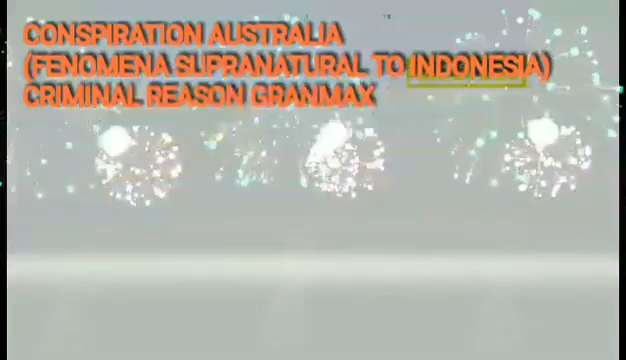 CONSPIRATION AUSTRALIA
(FENOMENA SUPRANATURAL TO INDONESIA)
CRIMINAL REASON GRANMAX